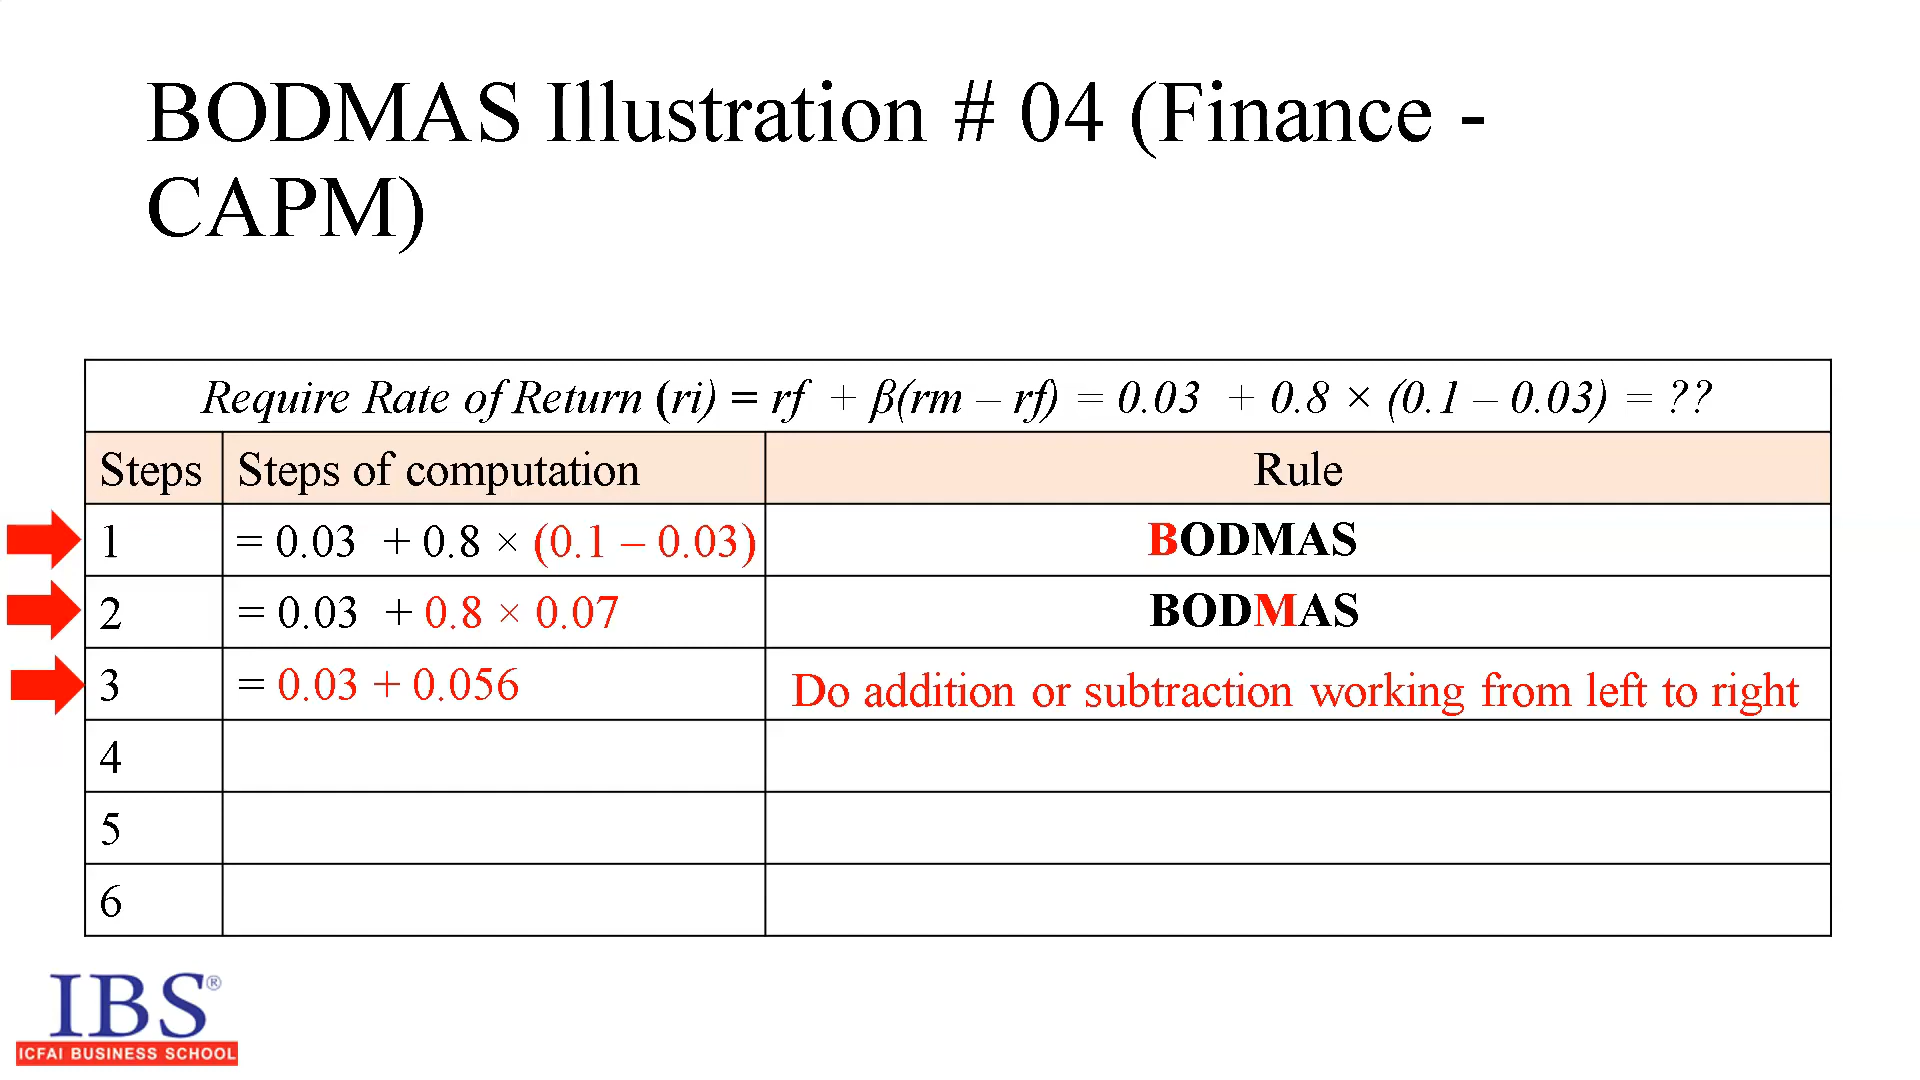 BODMAS Illustration # 04 (Finance -
CAPM)
Require Rate of Return (ri) = rf + β(rm – rf) = 0.03 + 0.8 × (0.1 – 0.03) = ??
Steps Steps of computation Rule
1 = 0.03 + 0.8 × (0.1 – 0.03) BODMAS
2 = 0.03 + 0.8 × 0.07 BODMAS
3 = 0.03 + 0.056 Do addition or subtraction working from left to right
4
5
6
IBS®
ICFAI BUSINESS SCHOOL